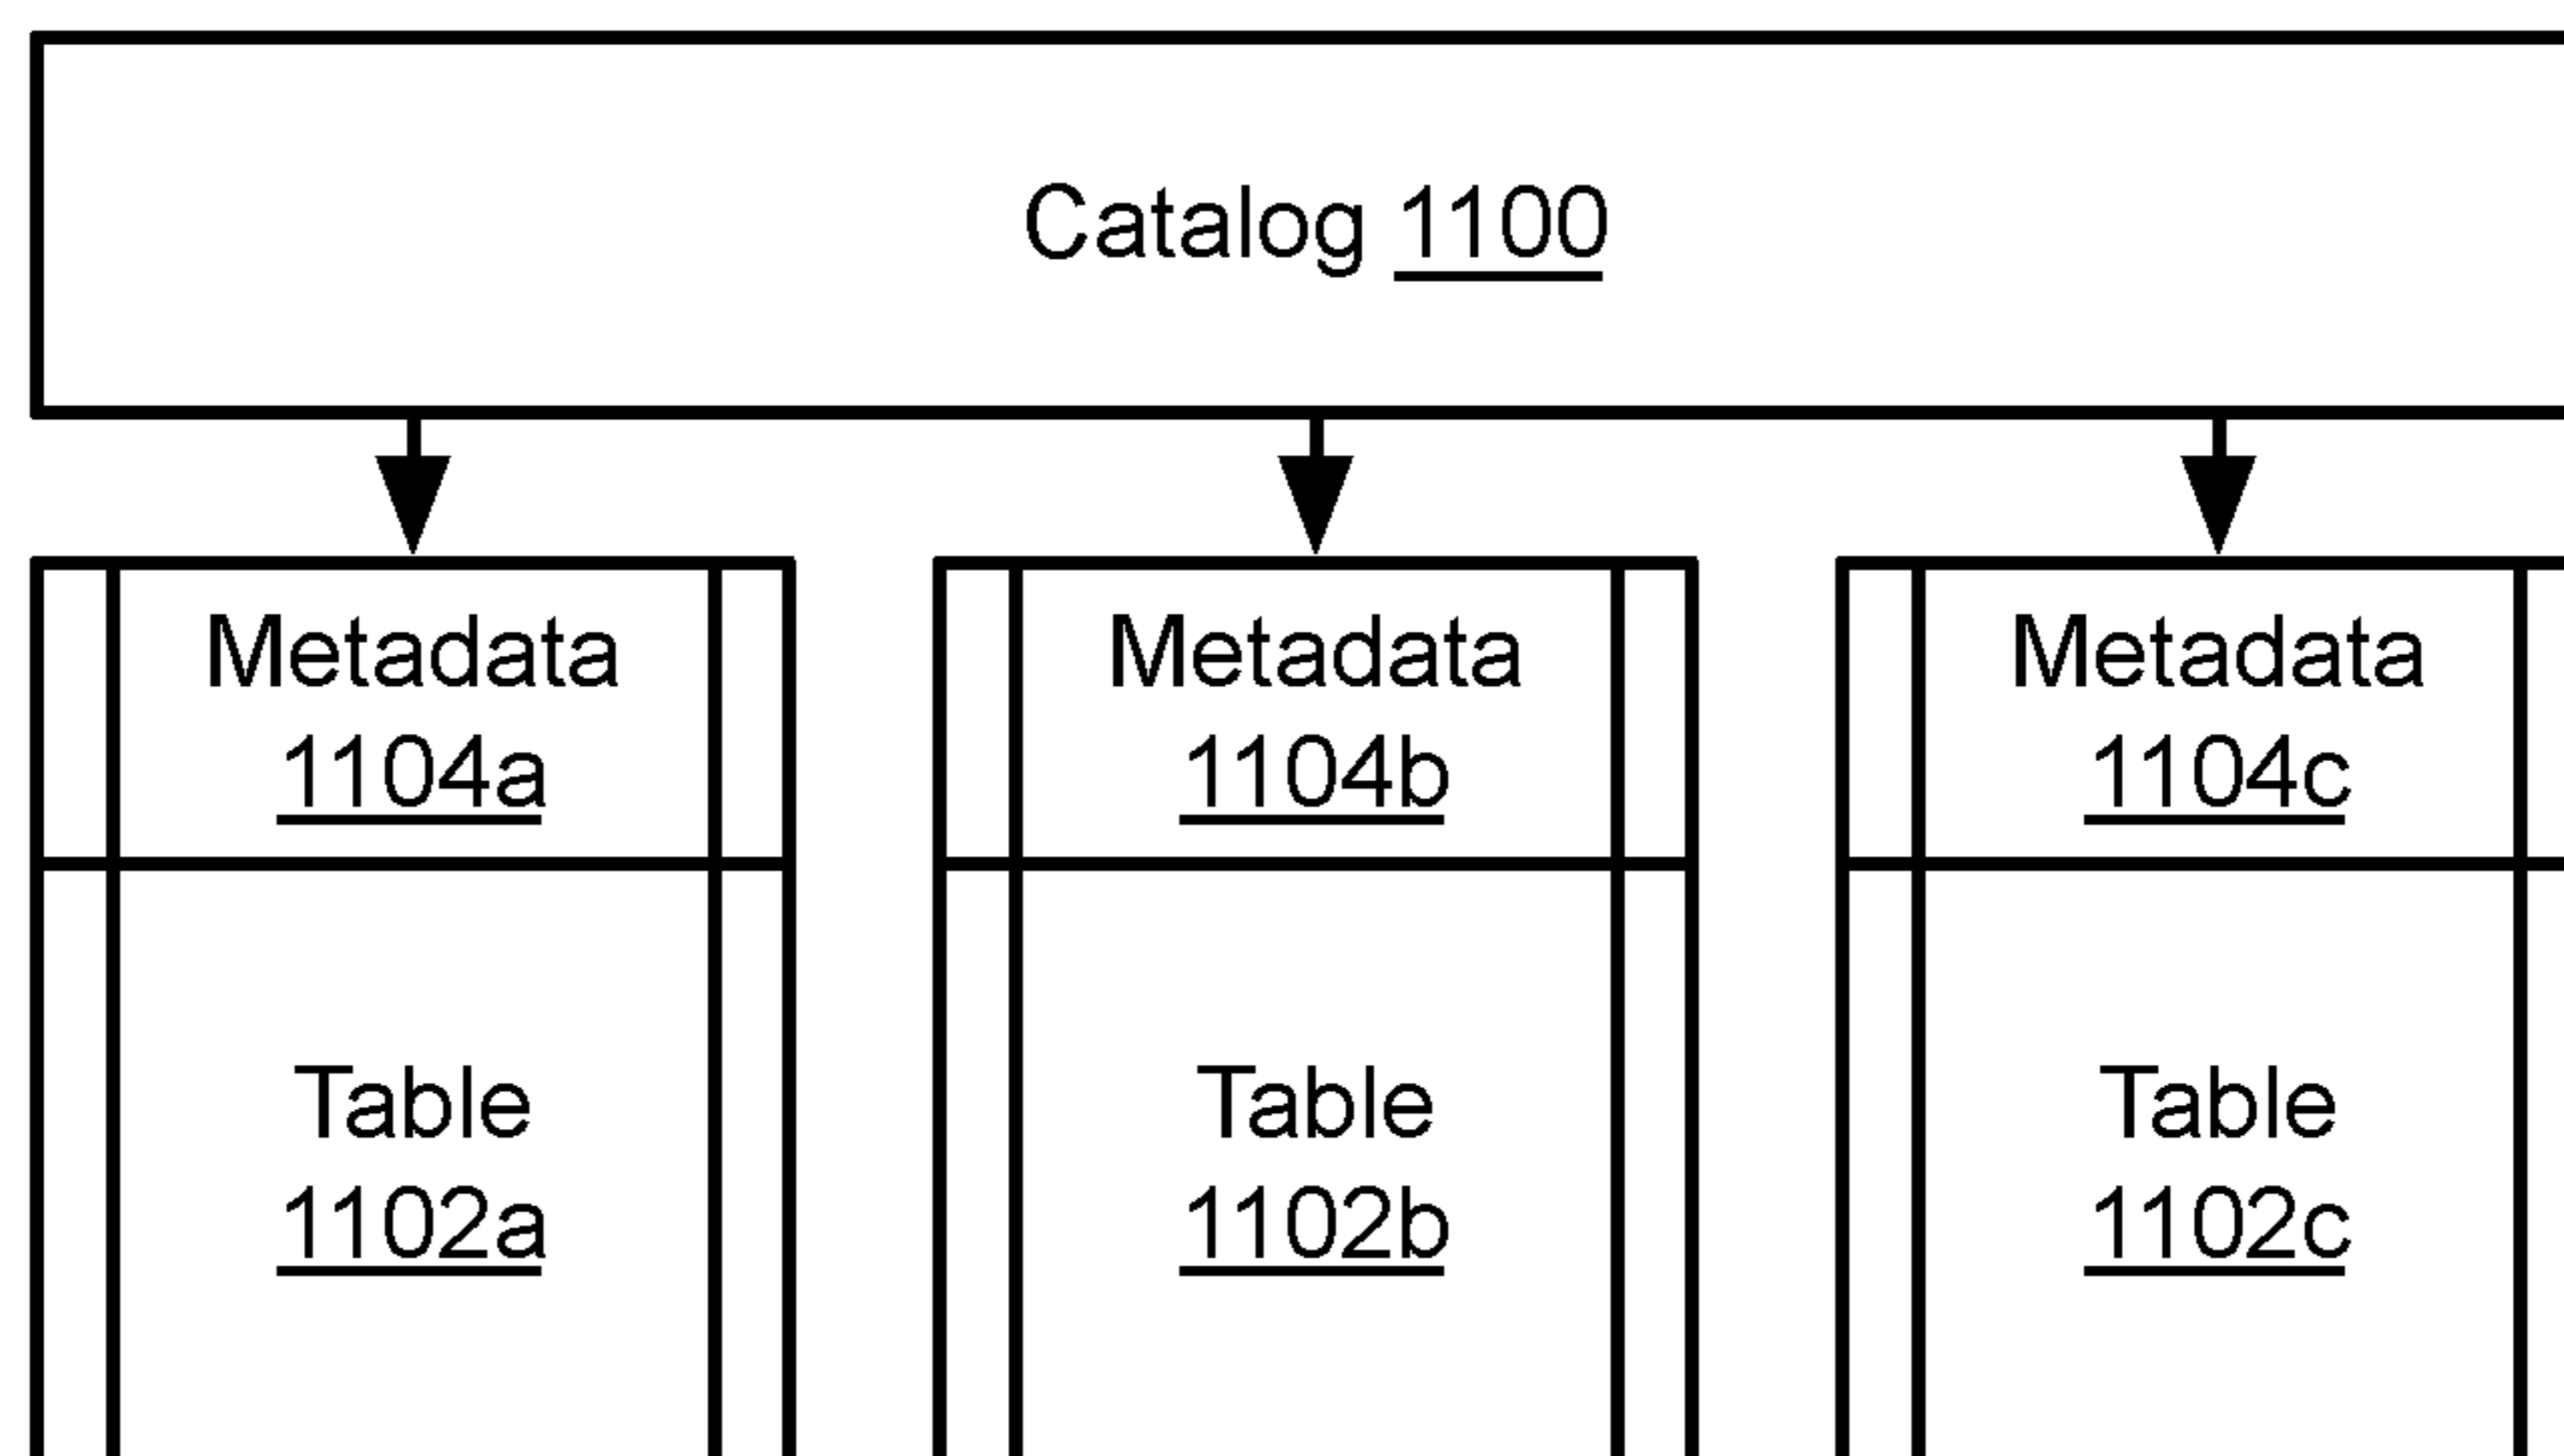 Catalog 1100
Metadata
1104a
Metadata
1104b
Metadata
1104c
Table
1102a
Table
1102b
Table
1102c